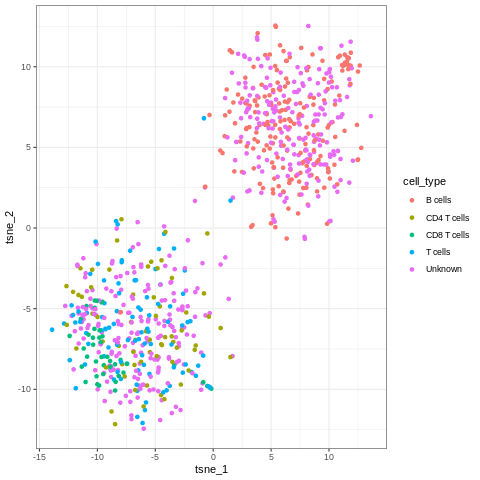 10
5
0
-5
-10
-15
-10
-5
0
5
10
tsne_1
tsne_2
cell_type
B cells
CD4 T cells
CD8 T cells
T cells
Unknown